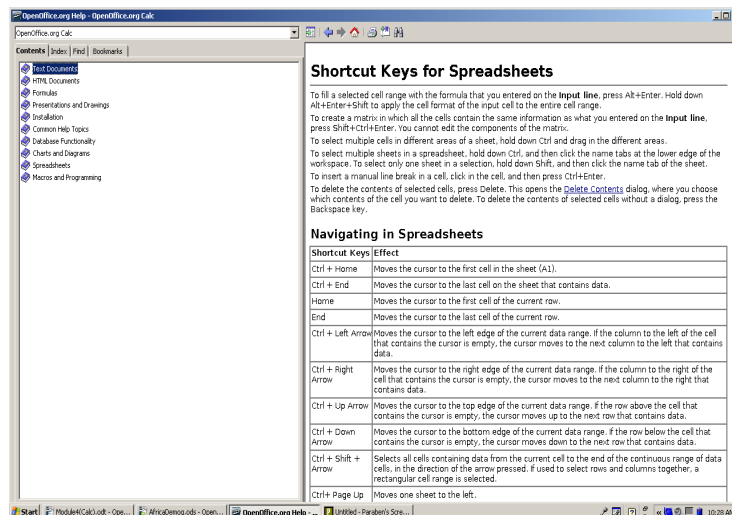 OpenOffice.org Help - OpenOffice.org Calc
OpenOffice.org Calc
Contents Index Find Bookmarks
Text Documents
HTML Documents
Formulas
Presentations and Drawings
Installation
Common Help Topics
Database Functionality
Charts and Diagrams
Spreadsheets
Macros and Programming
Shortcut Keys for Spreadsheets
To fill a selected cell range with the formula that you entered on the Input line, press Alt+Enter. Hold down
Alt+Enter+Shift to apply the cell format of the input cell to the entire cell range.
To create a matrix in which all the cells contain the same information as what you entered on the Input line,
press Shift+Ctrl+Enter. You cannot edit the components of the matrix.
To select multiple cells in different areas of a sheet, hold down Ctrl and drag in the different areas.
To select multiple sheets in a spreadsheet, hold down Ctrl, and then click the name tabs at the lower edge of the
workspace. To select only one sheet in a selection, hold down Shift, and then click the name tab of the sheet.
To insert a manual line break in a cell, click in the cell, and then press Ctrl+Enter.
To delete the contents of selected cells, press Delete. This opens the Delete Contents dialog, where you choose
which contents of the cell you want to delete. To delete the contents of selected cells without a dialog, press the
Backspace key.
Navigating in Spreadsheets
Shortcut Keys Effect
Ctrl + Home Moves the cursor to the first cell in the sheet (A1).
Ctrl + End Moves the cursor to the last cell on the sheet that contains data.
Home Moves the cursor to the first cell of the current row.
End Moves the cursor to the last cell of the current row.
Ctrl + Left Arrow Moves the cursor to the left edge of the current data range. If the column to the left of the cell
that contains the cursor is empty, the cursor moves to the next column to the left that contains
data.
Ctrl + Right Moves the cursor to the right edge of the current data range. If the column to the right of the
Arrow cell that contains the cursor is empty, the cursor moves to the next column to the right that
contains data.
Ctrl + Up Arrow Moves the cursor to the top edge of the current data range. If the row above the cell that
contains the cursor is empty, the cursor moves up to the next row that contains data.
Ctrl + Down Moves the cursor to the bottom edge of the current data range. If the row below the cell that
Arrow contains the cursor is empty, the cursor moves down to the next row that contains data.
Ctrl + Shift + Selects all cells containing data from the current cell to the end of the continuous range of data
Arrow cells, in the direction of the arrow pressed. If used to select rows and columns together, a
rectangular cell range is selected.
Ctrl+ Page Up Moves one sheet to the left.
Start Module4(Calc).odt - Ope... AfricaDemog.ods - Open... OpenOffice.org Help - ... Untitled - Paraben's Scre... 10:28 AM